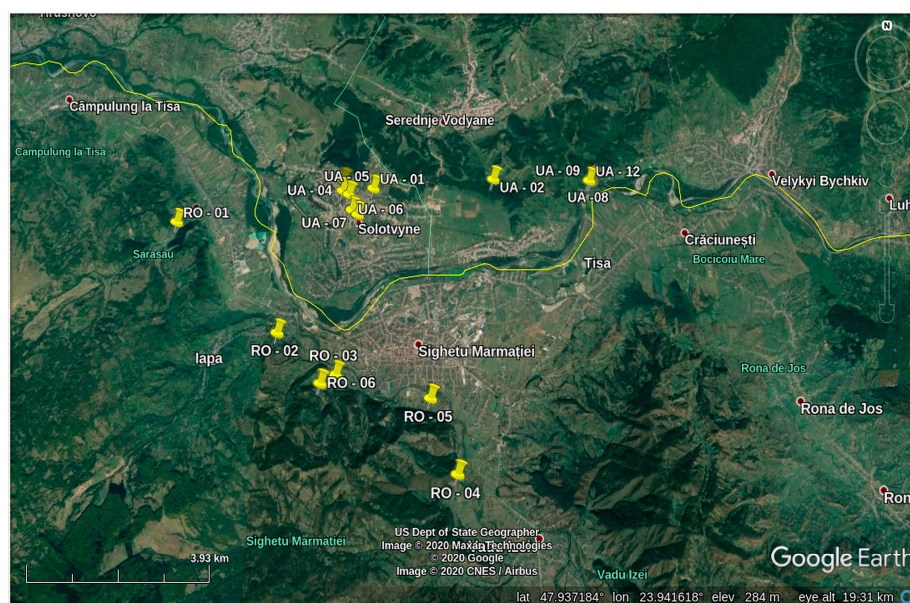 Hrushovo
N
Câmpulung la Tisa
Serednje Vodyane
Campulung la Tisa
UA - 05
UA - 01
UA - 09
UA - 12
UA - 04
UA - 02
Velykyi Bychkiv
UA - 08
RO - 01
UA - 06
UA - 07
Solotvyne
Crăciunești
Sarasau
Tisa
Bocicoiu Mare
RO - 02
RO - 03
Iapa
Sighetu Marmației
RO - 06
Rona de Jos
RO - 05
Rona de Jos
RO - 04
US Dept of State Geographer
Sighetu Marmatiei
Image © 2020 Maxar Technologies
3.93 km
© 2020 Google
Google Earth
Image © 2020 CNES / Airbus
Vadu Izei
lat 47.937184° lon 23.941618° elev 284 m eye alt 19.31 km